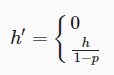 h′ = { 0
h/1−p